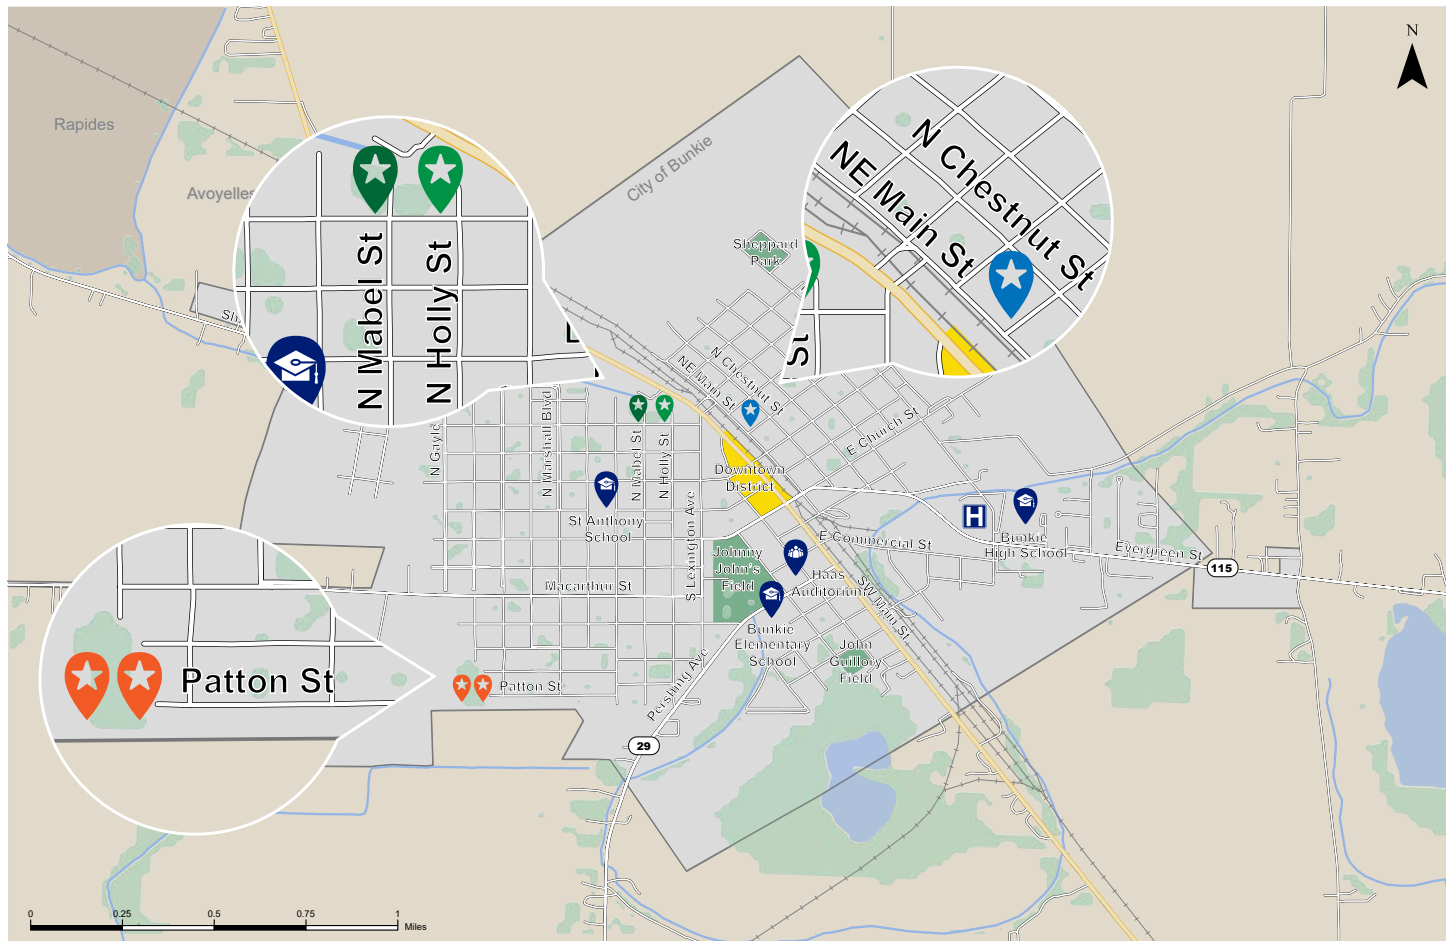 N
Rapides
Avoyelles
City of Bunkie
N Mabel St
N Holly St
N Chestnut St
NE Main St
St
Sheppard
Park
Sh
N Chestnut St
NE Main St
N Gayle
N Marshall Blvd
N Mabel St
N Holly St
E Church St
Downtown
District
St Anthony
School
S Lexington Ave
H
Bunkie
High School
E Commercial St
Evergreen St
115
Johnny
John's
Field
Haas
Auditorium
Macarthur St
SW Main St
Bunkie
Elementary
School
John
Guillory
Field
Patton St
Patton St
Pershing Ave
29
0 0.25 0.5 0.75 1
Miles